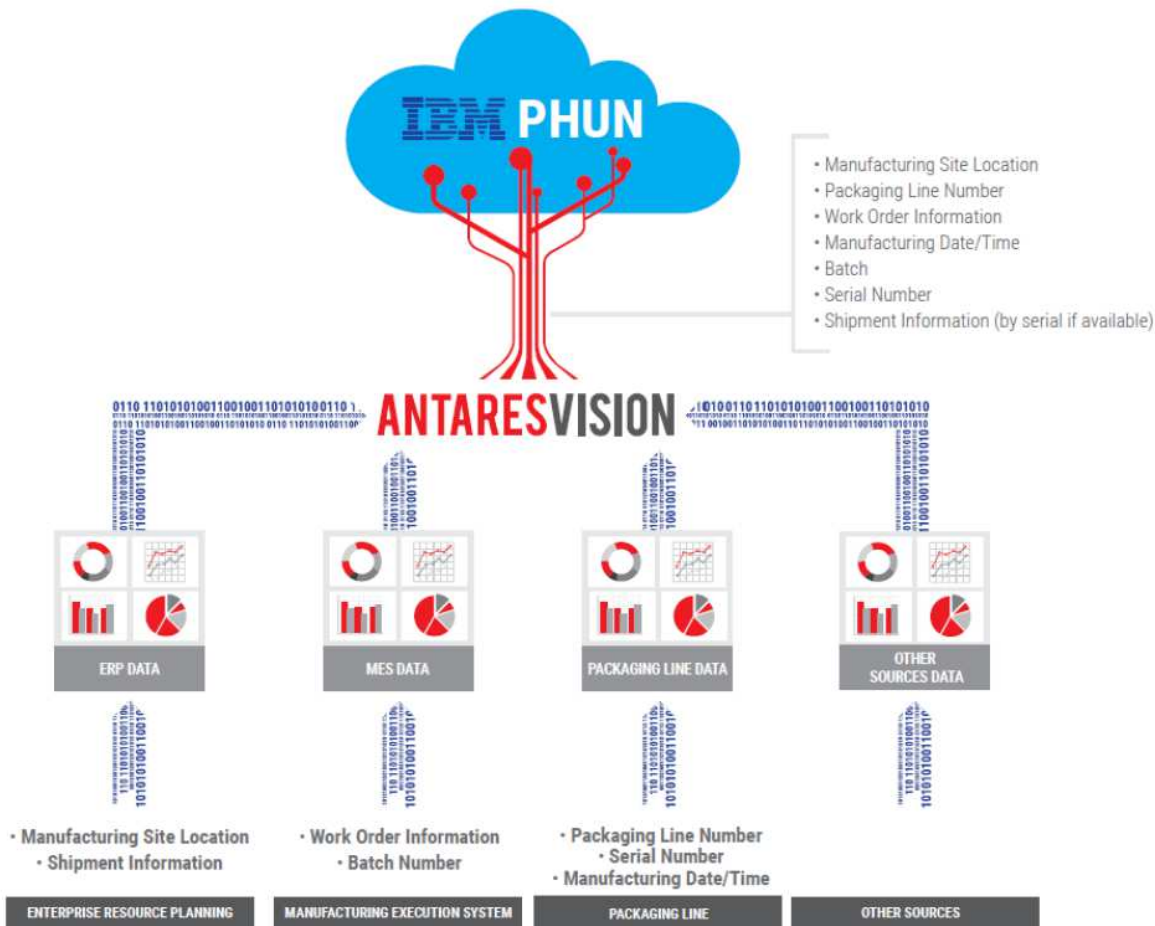 IBM PHUN
• Manufacturing Site Location
• Packaging Line Number
• Work Order Information
• Manufacturing Date/Time
• Batch
• Serial Number
• Shipment Information (by serial if available)
ANTARESVISION
ERP DATA
MES DATA
PACKAGING LINE DATA
OTHER
SOURCES DATA
• Manufacturing Site Location
• Shipment Information
• Work Order Information
• Batch Number
• Packaging Line Number
• Serial Number
• Manufacturing Date/Time
ENTERPRISE RESOURCE PLANNING
MANUFACTURING EXECUTION SYSTEM
PACKAGING LINE
OTHER SOURCES